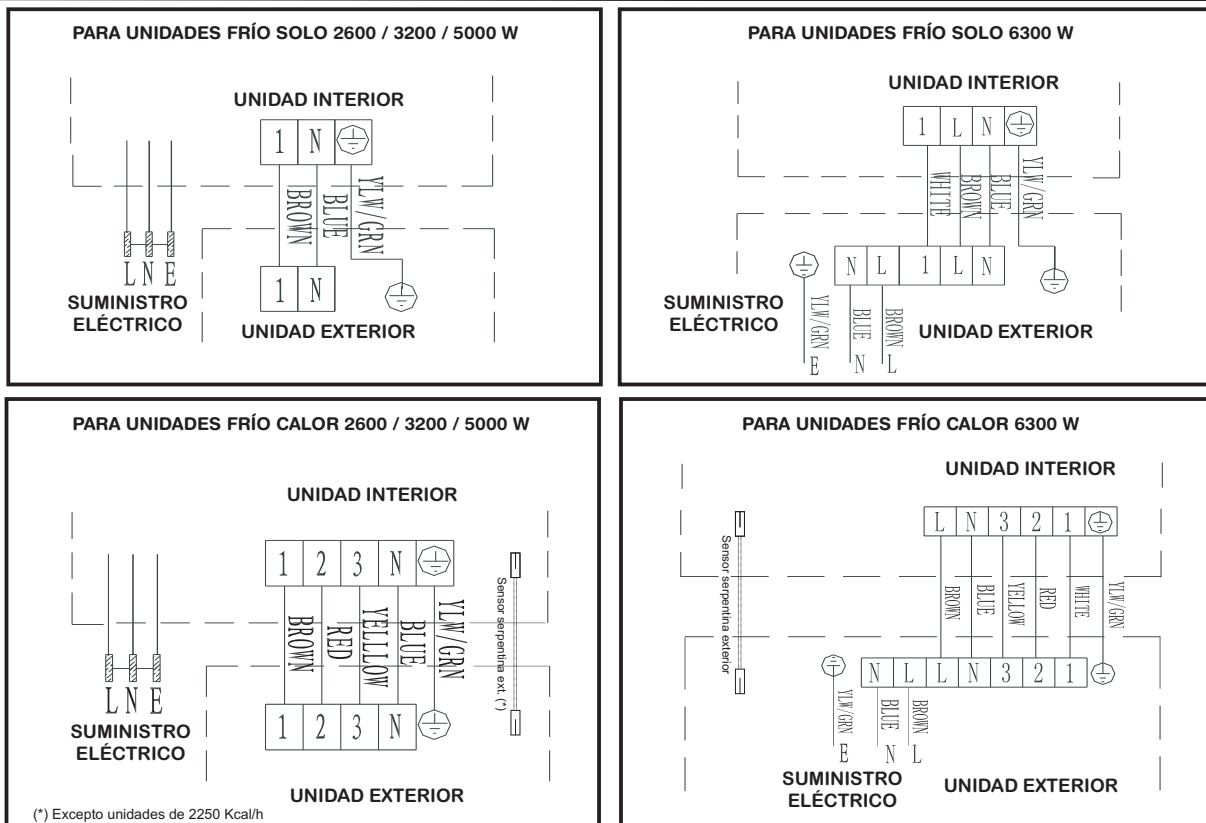 PARA UNIDADES FRÍO SOLO 2600 / 3200 / 5000 W
UNIDAD INTERIOR
1 N
BROWN
BLUE
YLW/GRN
L N E
SUMINISTRO
ELÉCTRICO
1 N
UNIDAD EXTERIOR
PARA UNIDADES FRÍO SOLO 6300 W
UNIDAD INTERIOR
1 L N
WHITE
BROWN
BLUE
YLW/GRN
N L 1 L N
SUMINISTRO
ELÉCTRICO
YLW/GRN
BLUE
BROWN
E N L
UNIDAD EXTERIOR
PARA UNIDADES FRÍO CALOR 2600 / 3200 / 5000 W
UNIDAD INTERIOR
1 2 3 N
BROWN
RED
YELLLOW
BLUE
YLW/GRN
Sensor serpentina ext. (*)
L N E
SUMINISTRO
ELÉCTRICO
1 2 3 N
UNIDAD EXTERIOR
(*) Excepto unidades de 2250 Kcal/h
PARA UNIDADES FRÍO CALOR 6300 W
UNIDAD INTERIOR
L N 3 2 1
Sensor serpentina exterior
BROWN
BLUE
YELLOW
RED
WHITE
YLW/GRN
N L L N 3 2 1
YLW/GRN
BLUE
BROWN
E N L
SUMINISTRO
ELÉCTRICO
UNIDAD EXTERIOR